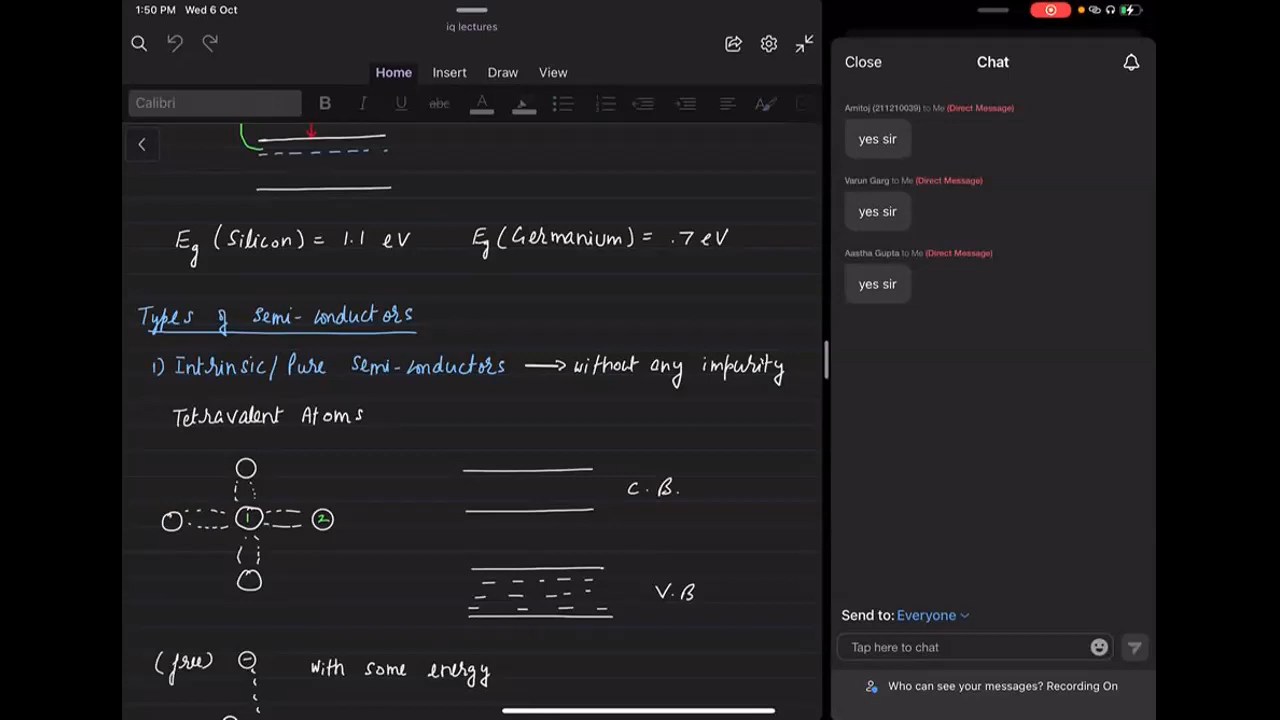 1:50 PM Wed 6 Oct
iq lectures
Home Insert Draw View
Calibri B I U abc A
Eg (Silicon) = 1.1 eV Eg (Germanium) = .7 eV
Types of Semi-conductors
1) Intrinsic/Pure Semi-conductors → without any impurity
Tetravalent Atoms
C.B.
1 2
V.B
(free) With some energy
Close Chat
Amitoj (211210039) to Me (Direct Message)
yes sir
Varun Garg to Me (Direct Message)
yes sir
Aastha Gupta to Me (Direct Message)
yes sir
Send to: Everyone
Tap here to chat
Who can see your messages? Recording On